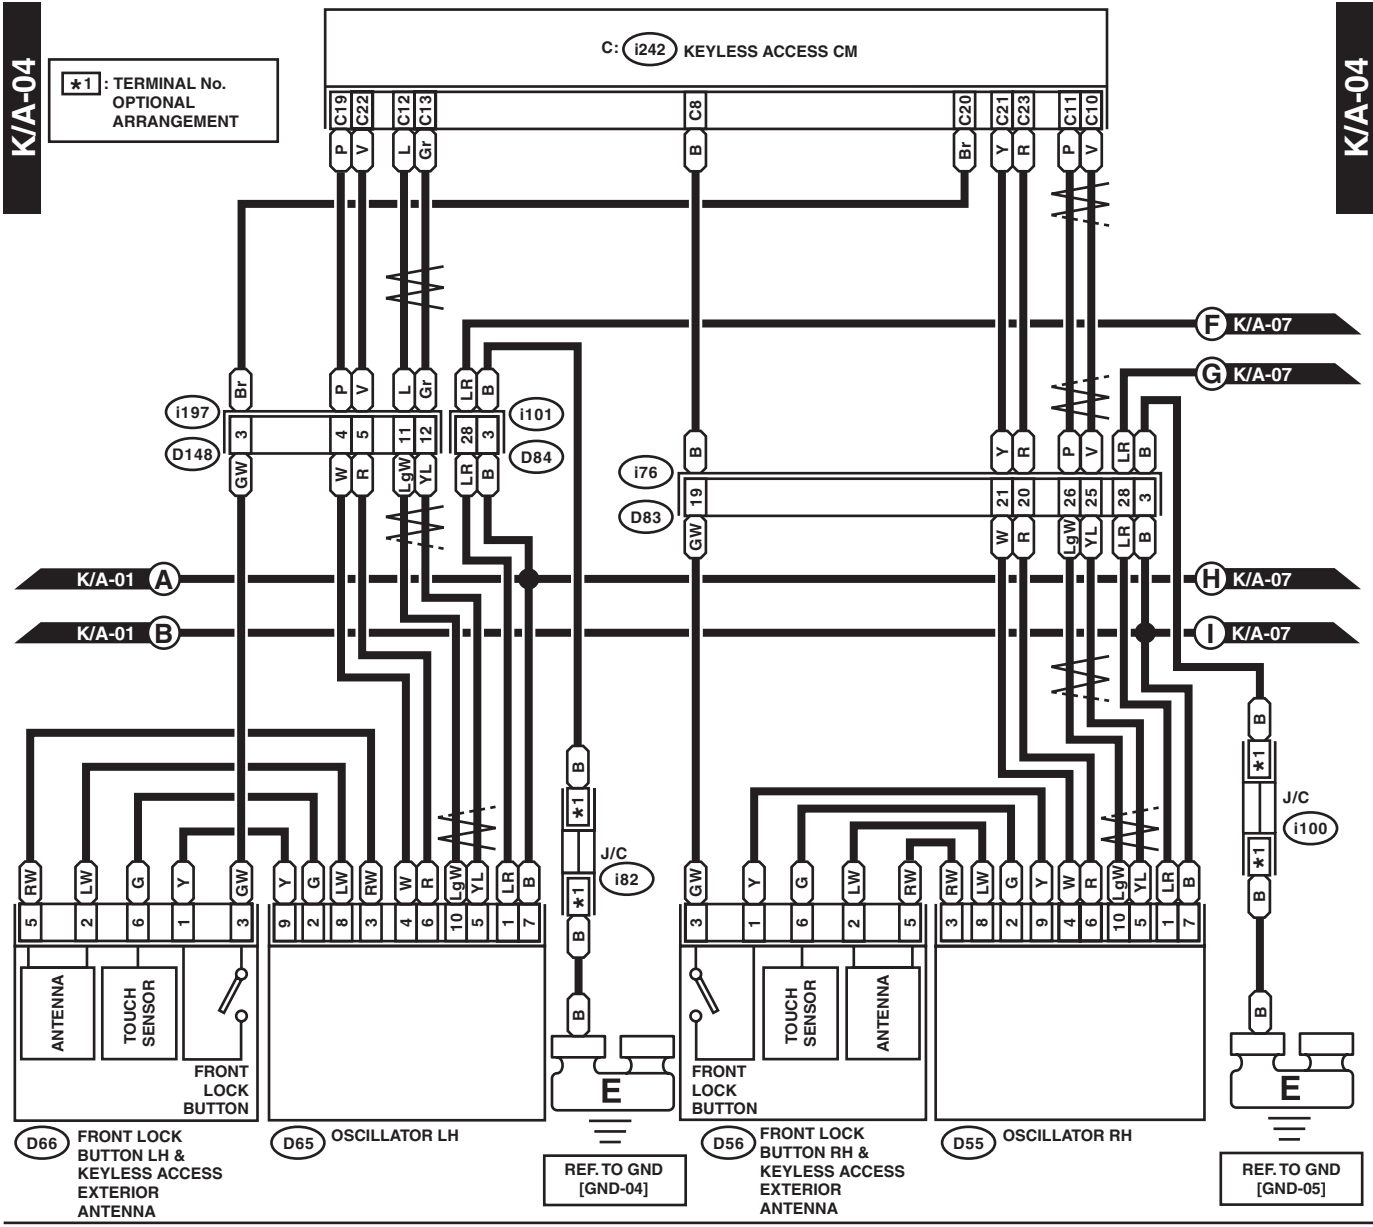 K/A-04
K/A-04
*1 : TERMINAL No.
OPTIONAL
ARRANGEMENT
C: i242 KEYLESS ACCESS CM
C19 C22 C12 C13 C8 C20 C21 C23 C11 C10
P V L Gr B Br Y R P V
F K/A-07
G K/A-07
Br P V L Gr LR B
i197 i101
3 4 5 11 12 28 3
D148 D84
GW W R LgW YL LR B
B Y R P V LR B
i76
19 21 20 26 25 28 3
D83
GW W R LgW YL LR B
K/A-01 A H K/A-07
K/A-01 B I K/A-07
B
*1
J/C
i82
*1
B
B
B
*1
J/C
i100
*1
B
B
RW LW G Y GW Y G LW RW W R LgW YL LR B
5 2 6 1 3 9 2 8 3 4 6 10 5 1 7
GW Y G LW RW RW LW G Y W R LgW YL LR B
3 1 6 2 5 3 8 2 9 4 6 10 5 1 7
ANTENNA
TOUCH
SENSOR
FRONT
LOCK
BUTTON
E
FRONT
LOCK
BUTTON
TOUCH
SENSOR
ANTENNA
E
D66 FRONT LOCK
BUTTON LH &
KEYLESS ACCESS
EXTERIOR
ANTENNA
D65 OSCILLATOR LH
REF. TO GND
[GND-04]
D56 FRONT LOCK
BUTTON RH &
KEYLESS ACCESS
EXTERIOR
ANTENNA
D55 OSCILLATOR RH
REF. TO GND
[GND-05]